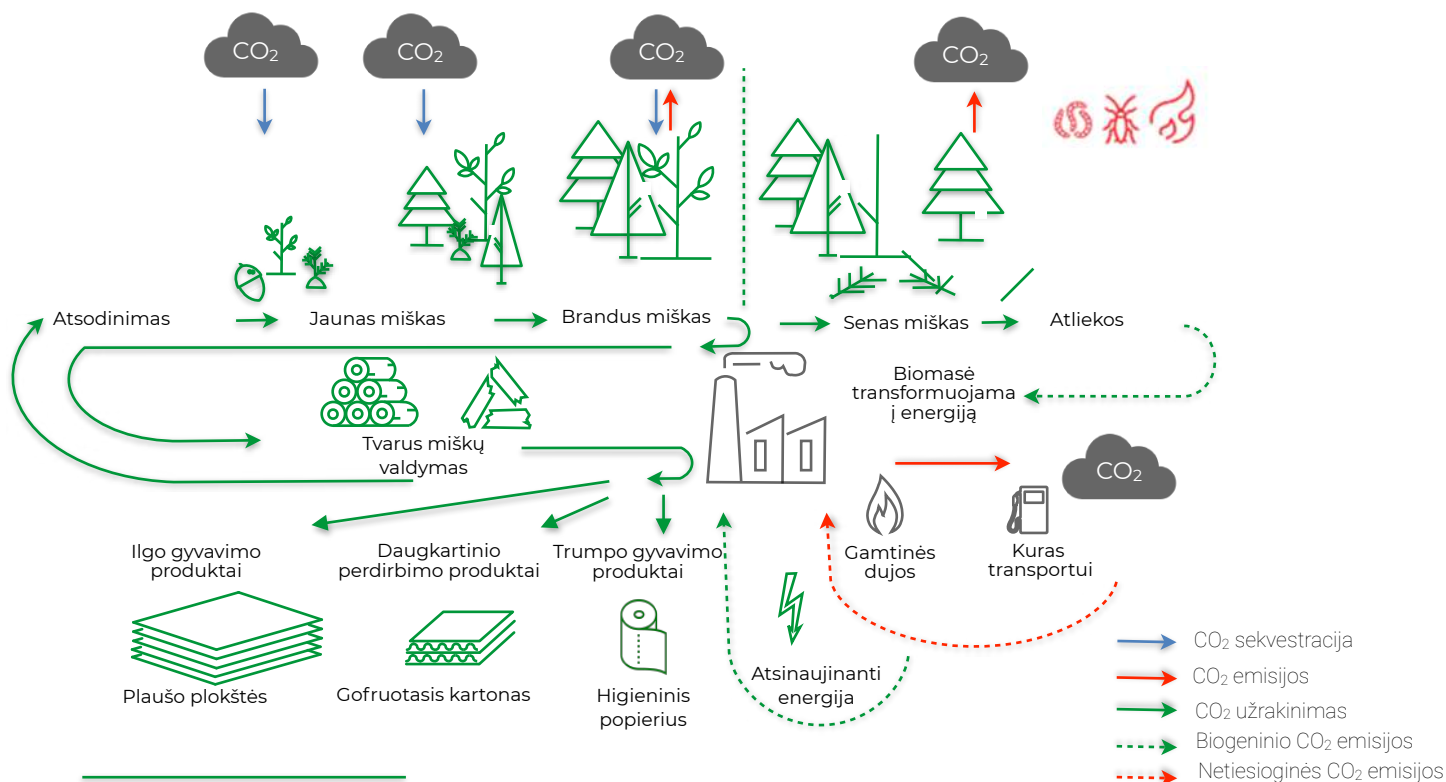 CO₂
CO₂
CO₂
CO₂
Atsodinimas
Jaunas miškas
Brandus miškas
Senas miškas
Atliekos
Biomasė
transformuojama
į energiją
Tvarus miškų
valdymas
CO₂
Ilgo gyvavimo
produktai
Daugkartinio
perdirbimo produktai
Trumpo gyvavimo
produktai
Gamtinės
dujos
Kuras
transportui
Plaušo plokštės
Gofruotasis kartonas
Higieninis
popierius
Atsinaujinanti
energija
CO₂ sekvestracija
CO₂ emisijos
CO₂ užrakinimas
Biogeninio CO₂ emisijos
Netiesioginės CO₂ emisijos